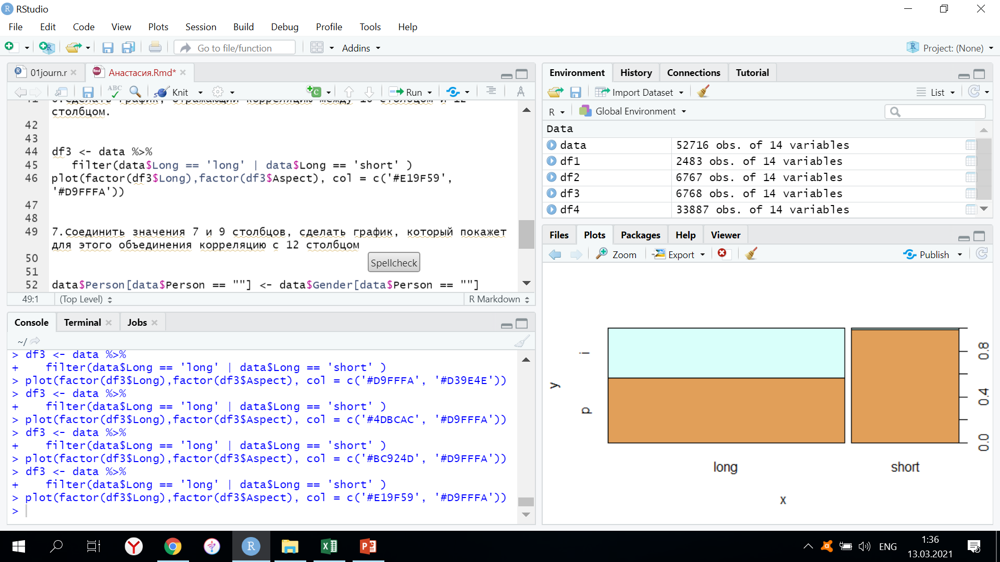 RStudio
File Edit Code View Plots Session Build Debug Profile Tools Help
Go to file/function Addins Project: (None)
01journ.r Анастасия.Rmd*
ABC Knit Run
41 6.Сделать график, отражающий корреляцию между 10 столбцом и 12
столбцом.
42
43
44 df3 <- data %>%
45 filter(data$Long == 'long' | data$Long == 'short' )
46 plot(factor(df3$Long),factor(df3$Aspect), col = c('#E19F59',
'#D9FFFA'))
47
48
49 7.Соединить значения 7 и 9 столбцов, сделать график, который покажет
для этого объединения корреляцию с 12 столбцом
50
Spellcheck
51
52 data$Person[data$Person == ""] <- data$Gender[data$Person == ""]
49:1 (Top Level) R Markdown
Console Terminal Jobs
~/
> df3 <- data %>%
+ filter(data$Long == 'long' | data$Long == 'short' )
> plot(factor(df3$Long),factor(df3$Aspect), col = c('#D9FFFA', '#D39E4E'))
> df3 <- data %>%
+ filter(data$Long == 'long' | data$Long == 'short' )
> plot(factor(df3$Long),factor(df3$Aspect), col = c('#4DBCAC', '#D9FFFA'))
> df3 <- data %>%
+ filter(data$Long == 'long' | data$Long == 'short' )
> plot(factor(df3$Long),factor(df3$Aspect), col = c('#BC924D', '#D9FFFA'))
> df3 <- data %>%
+ filter(data$Long == 'long' | data$Long == 'short' )
> plot(factor(df3$Long),factor(df3$Aspect), col = c('#E19F59', '#D9FFFA'))
>
Environment History Connections Tutorial
Import Dataset List
R Global Environment
Data
data 52716 obs. of 14 variables
df1 2483 obs. of 14 variables
df2 6767 obs. of 14 variables
df3 6768 obs. of 14 variables
df4 33887 obs. of 14 variables
Files Plots Packages Help Viewer
Zoom Export Publish
y
i
p
0.8
0.4
0.0
long short
x
ENG
1:36
13.03.2021